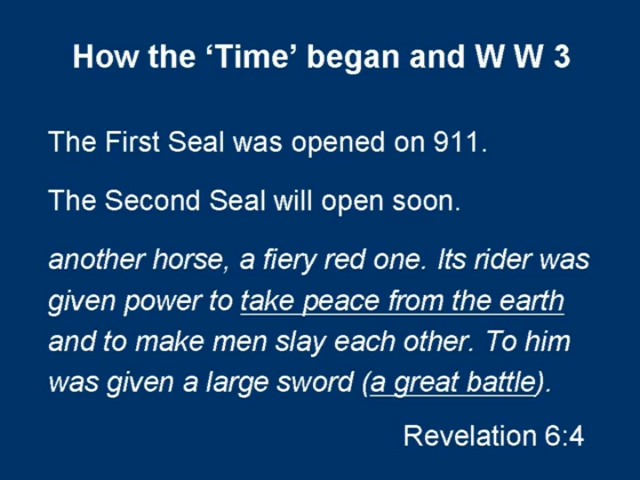 How the ‘Time’ began and W W 3
The First Seal was opened on 911.
The Second Seal will open soon.
another horse, a fiery red one. Its rider was
given power to take peace from the earth
and to make men slay each other. To him
was given a large sword (a great battle).
Revelation 6:4